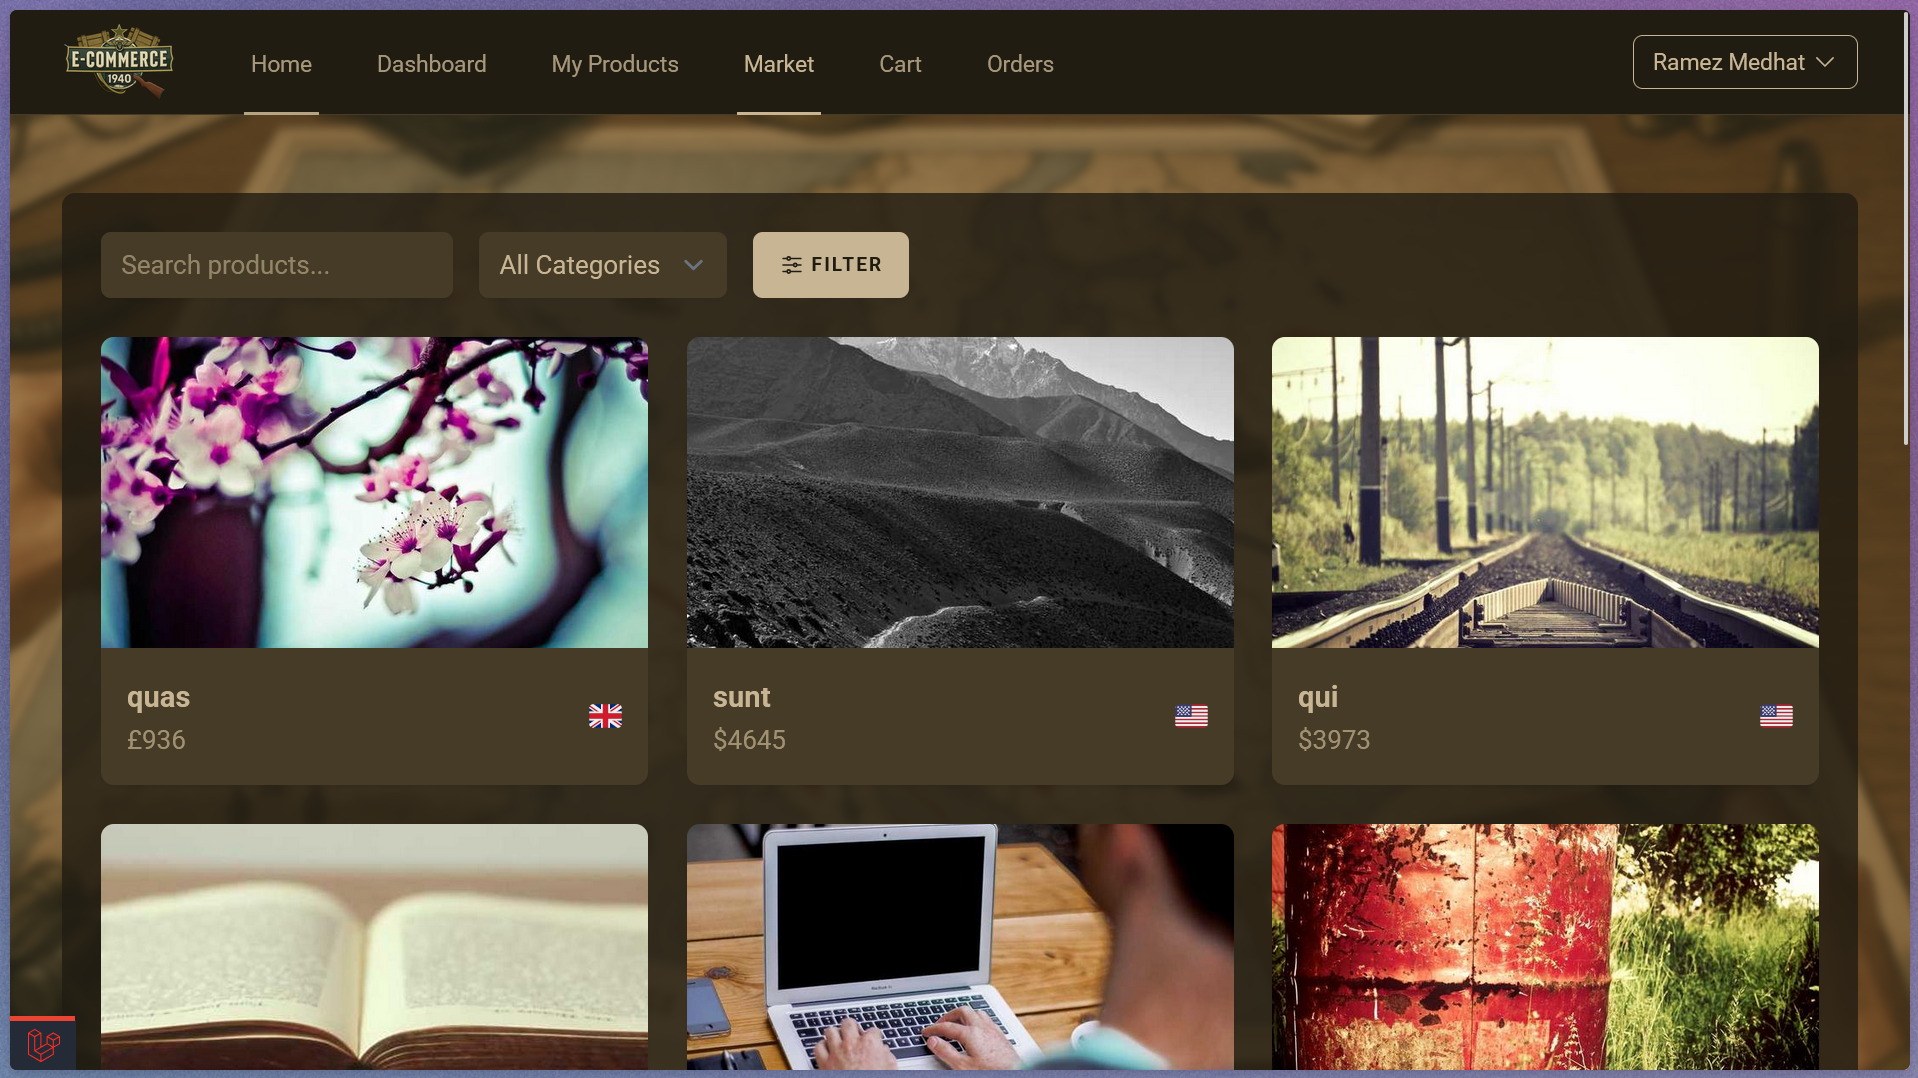 E-COMMERCE
1940
Home
Dashboard
My Products
Market
Cart
Orders
Ramez Medhat
Search products...
All Categories
FILTER
quas
£936
sunt
$4645
qui
$3973